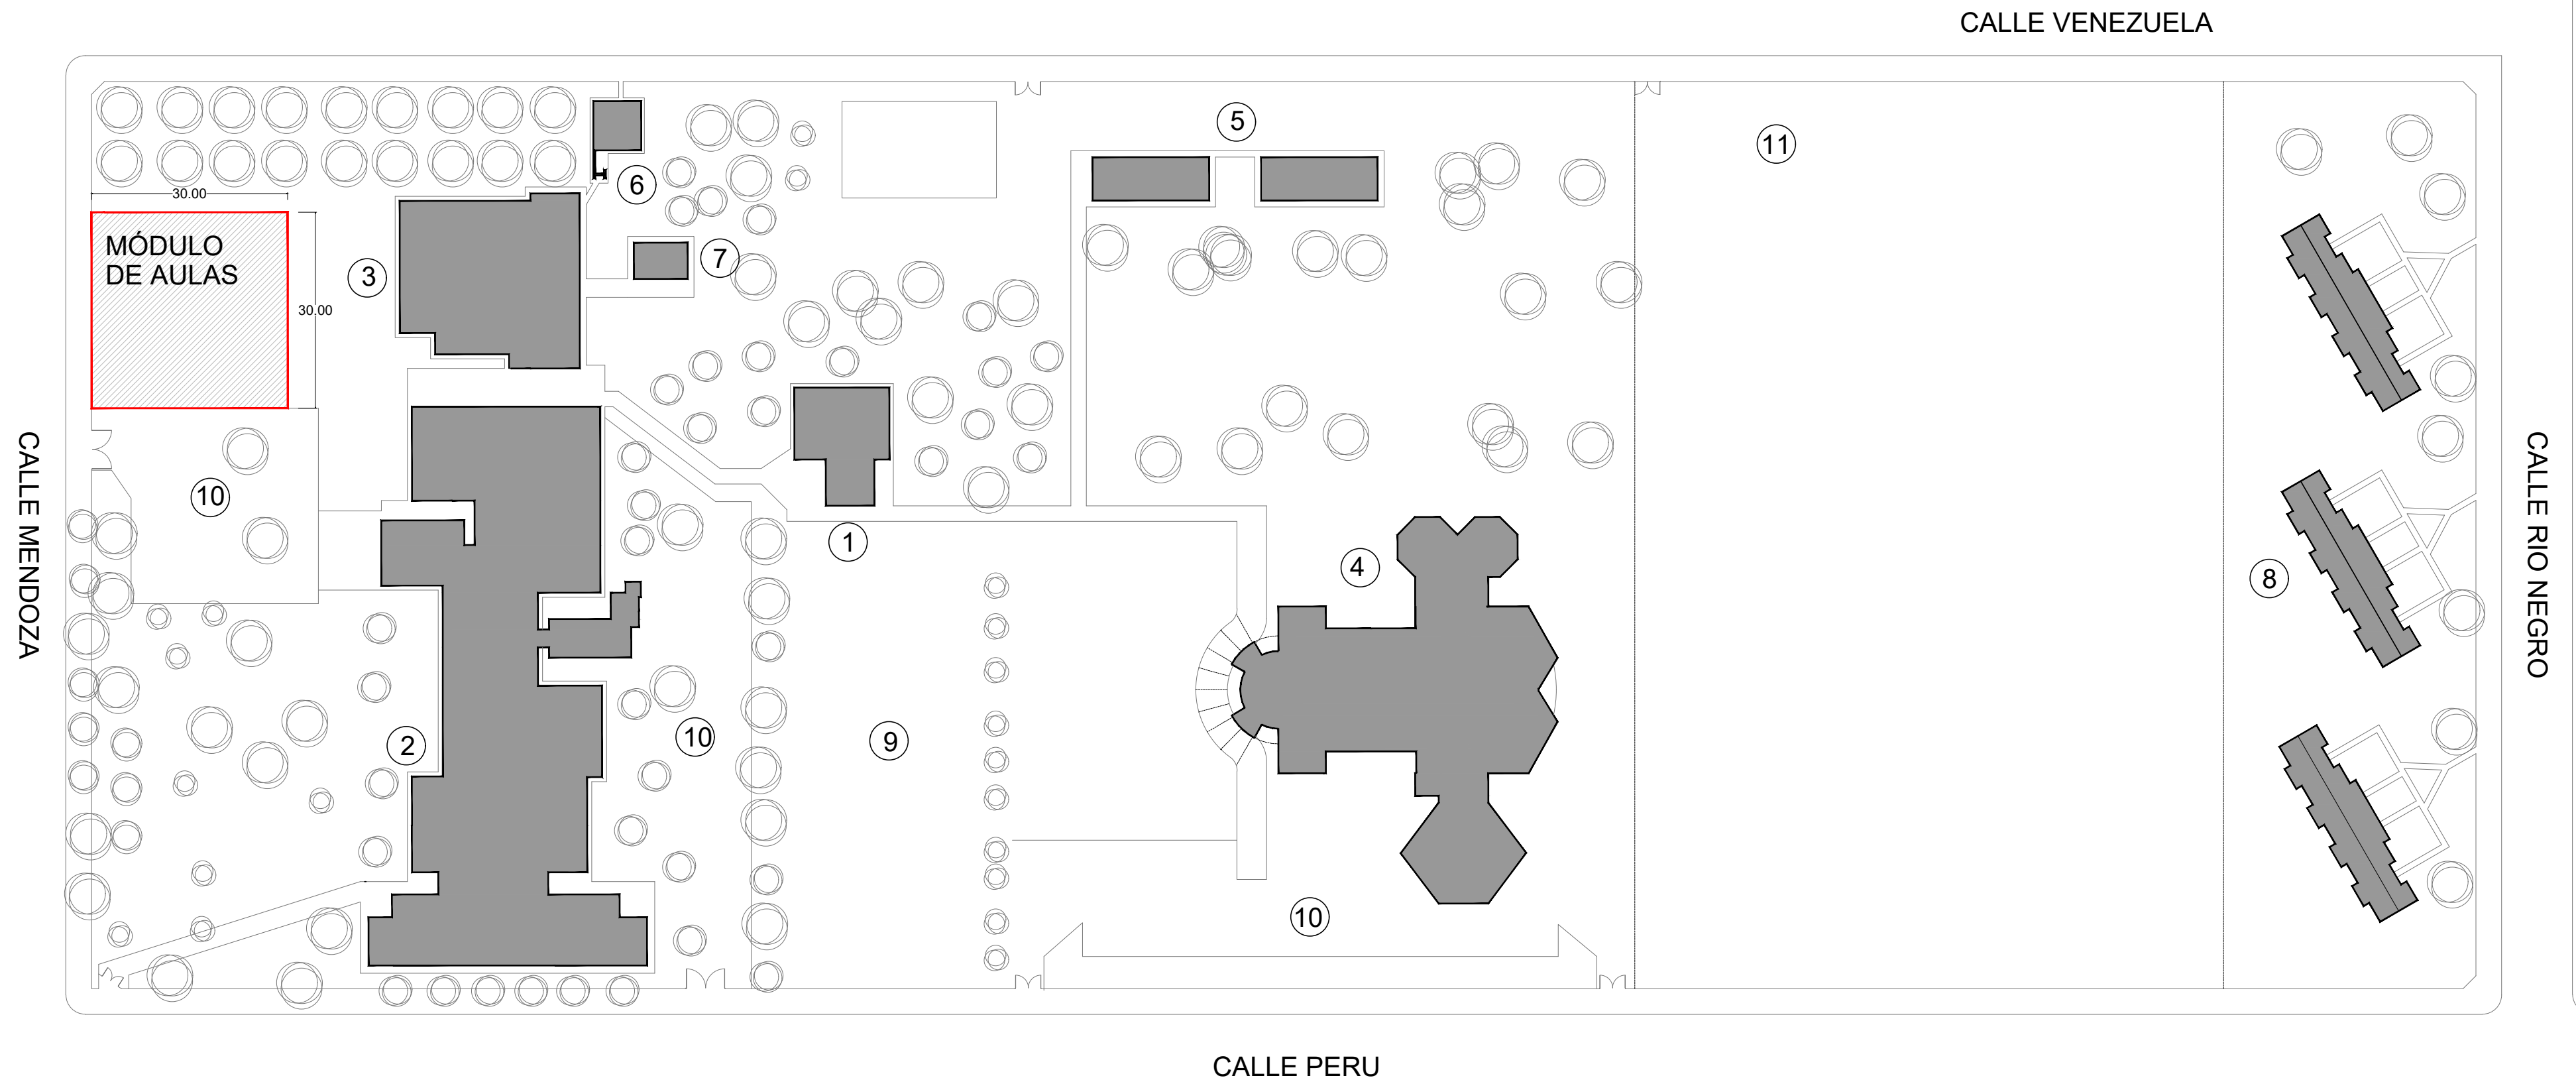 CALLE VENEZUELA
5
11
6
30.00
MÓDULO
DE AULAS
7
3
30.00
CALLE MENDOZA
CALLE RIO NEGRO
10
1
4
8
2
10
9
10
CALLE PERU